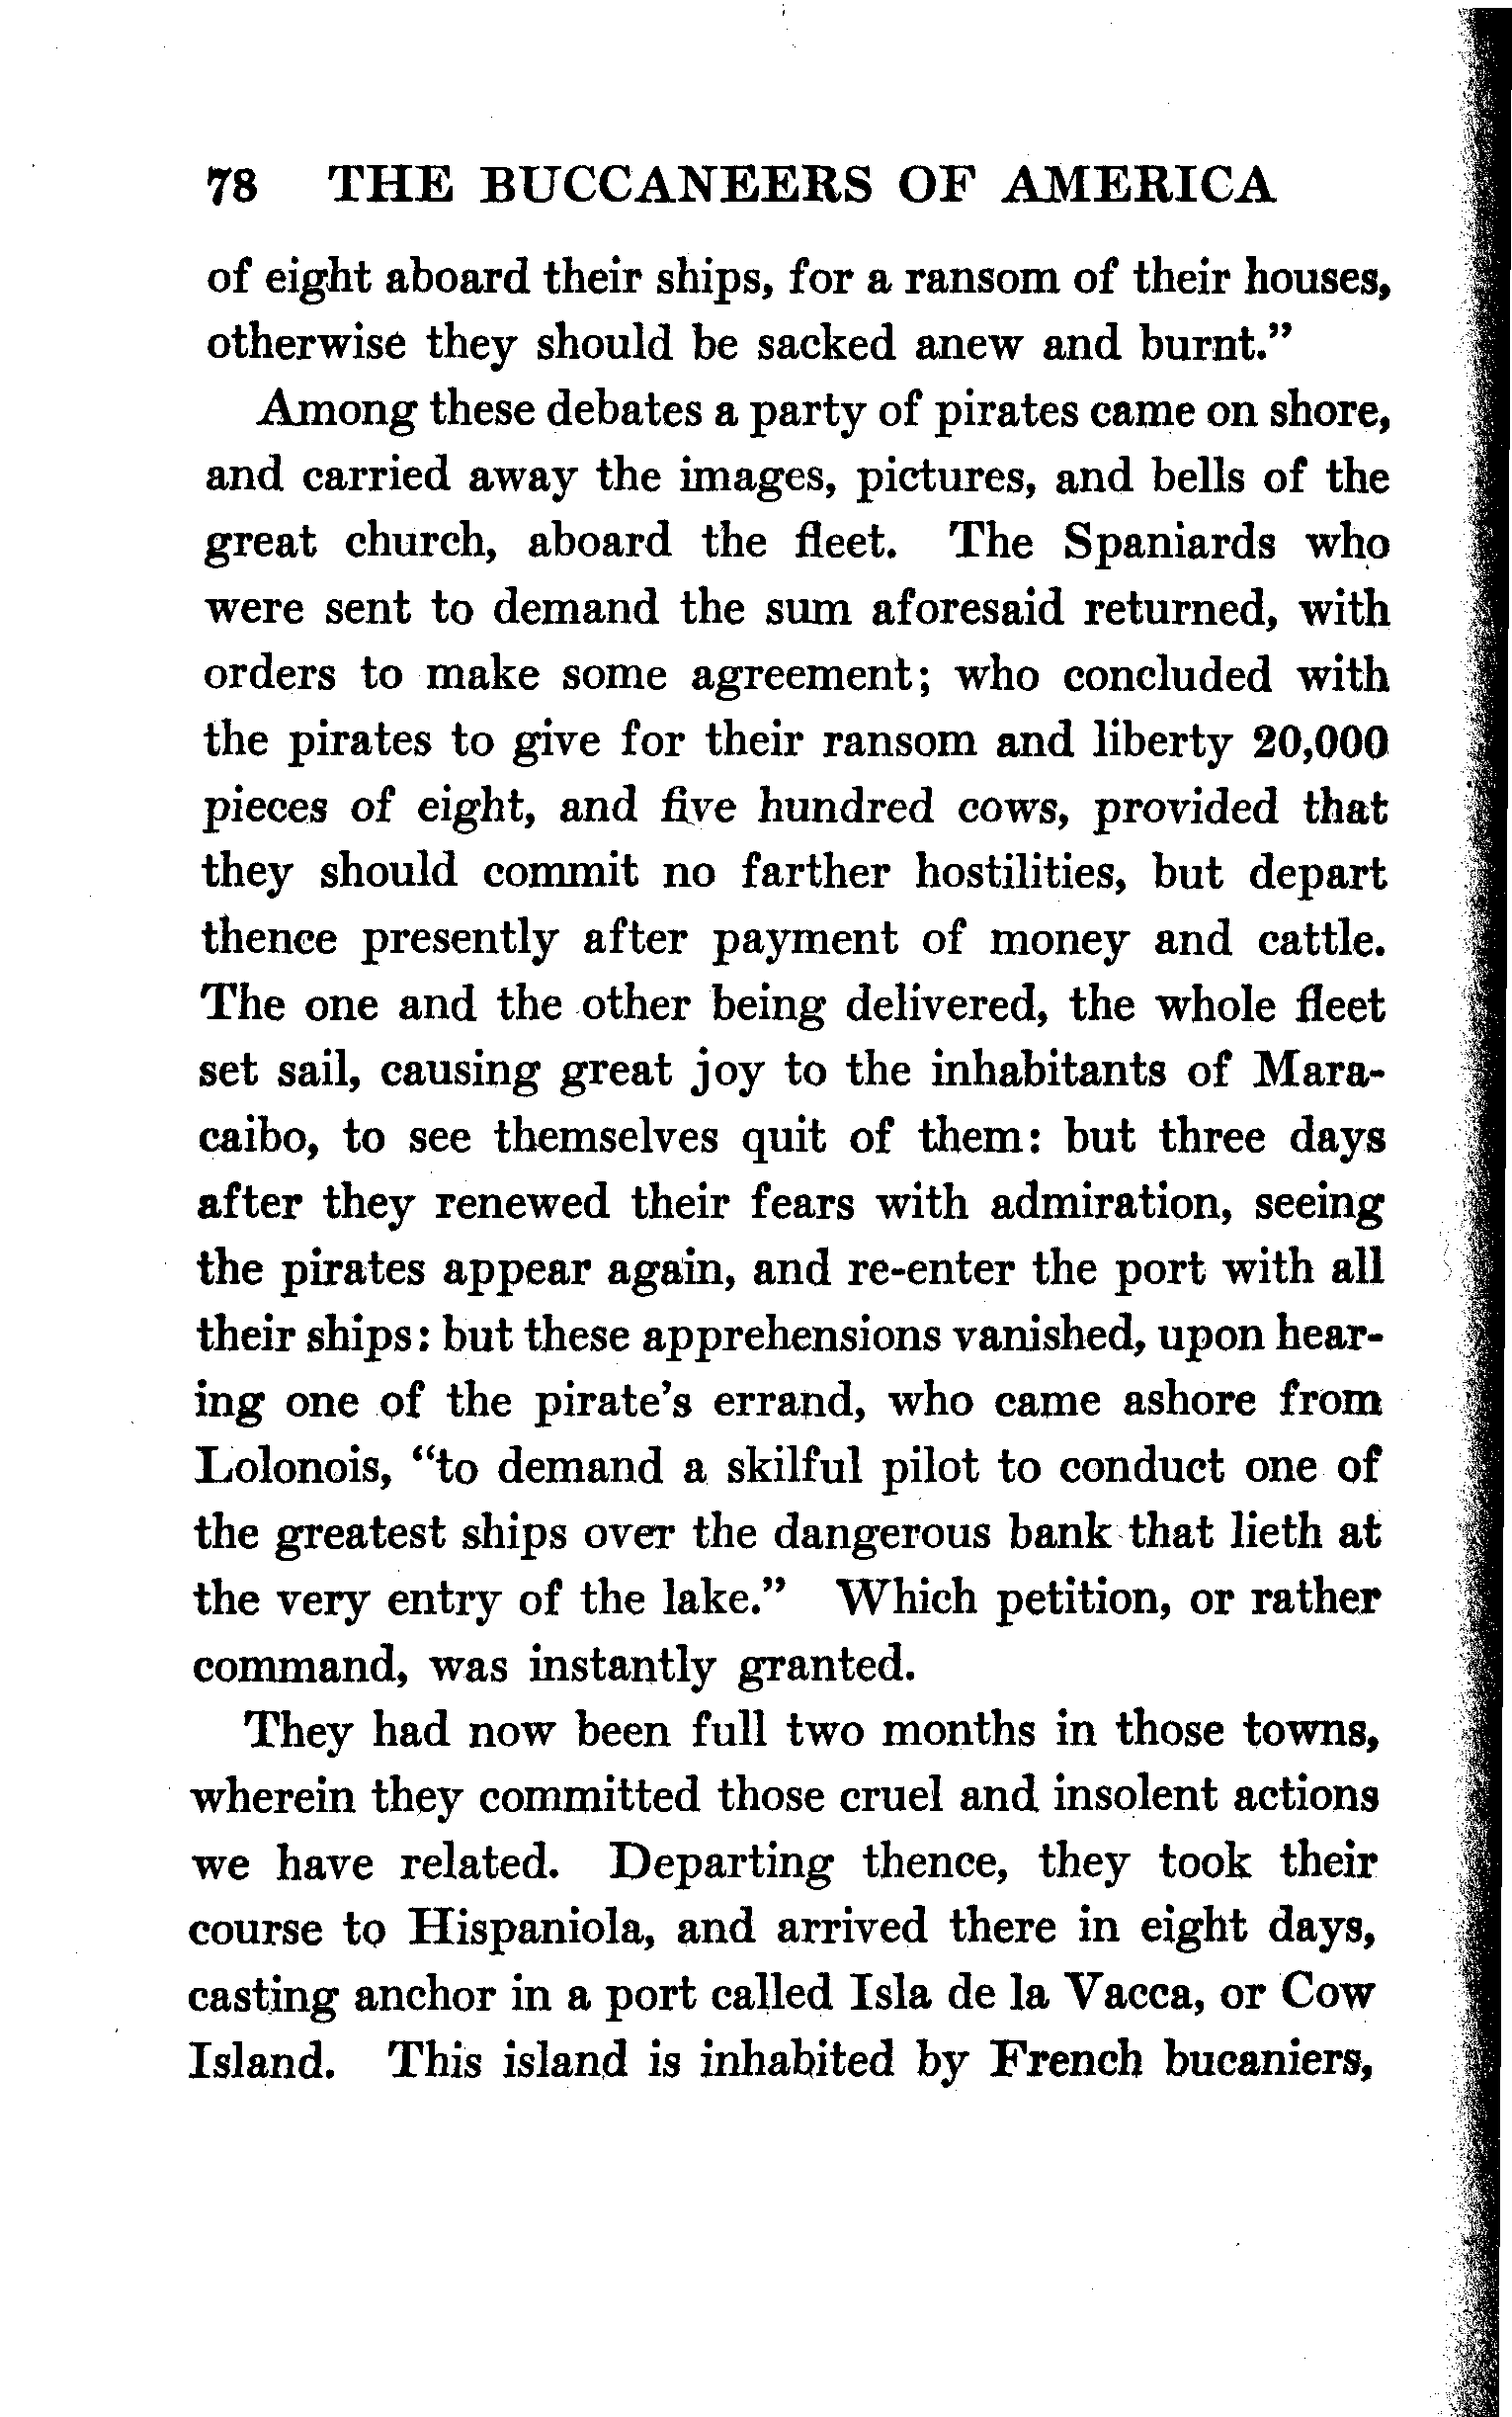 78 THE BUCCANEERS OF AMERICA
of eight aboard their ships, for a ransom of their houses,
otherwise they should be sacked anew and burnt.”
Among these debates a party of pirates came on shore,
and carried away the images, pictures, and bells of the
great church, aboard the fleet. The Spaniards who
were sent to demand the sum aforesaid returned, with
orders to make some agreement; who concluded with
the pirates to give for their ransom and liberty 20,000
pieces of eight, and five hundred cows, provided that
they should commit no farther hostilities, but depart
thence presently after payment of money and cattle.
The one and the other being delivered, the whole fleet
set sail, causing great joy to the inhabitants of Mara-
caibo, to see themselves quit of them: but three days
after they renewed their fears with admiration, seeing
the pirates appear again, and re-enter the port with all
their ships: but these apprehensions vanished, upon hear-
ing one of the pirate’s errand, who came ashore from
Lolonois, “to demand a skilful pilot to conduct one of
the greatest ships over the dangerous bank that lieth at
the very entry of the lake.” Which petition, or rather
command, was instantly granted.
They had now been full two months in those towns,
wherein they committed those cruel and insolent actions
we have related. Departing thence, they took their
course to Hispaniola, and arrived there in eight days,
casting anchor in a port called Isla de la Vacca, or Cow
Island. This island is inhabited by French bucaniers,